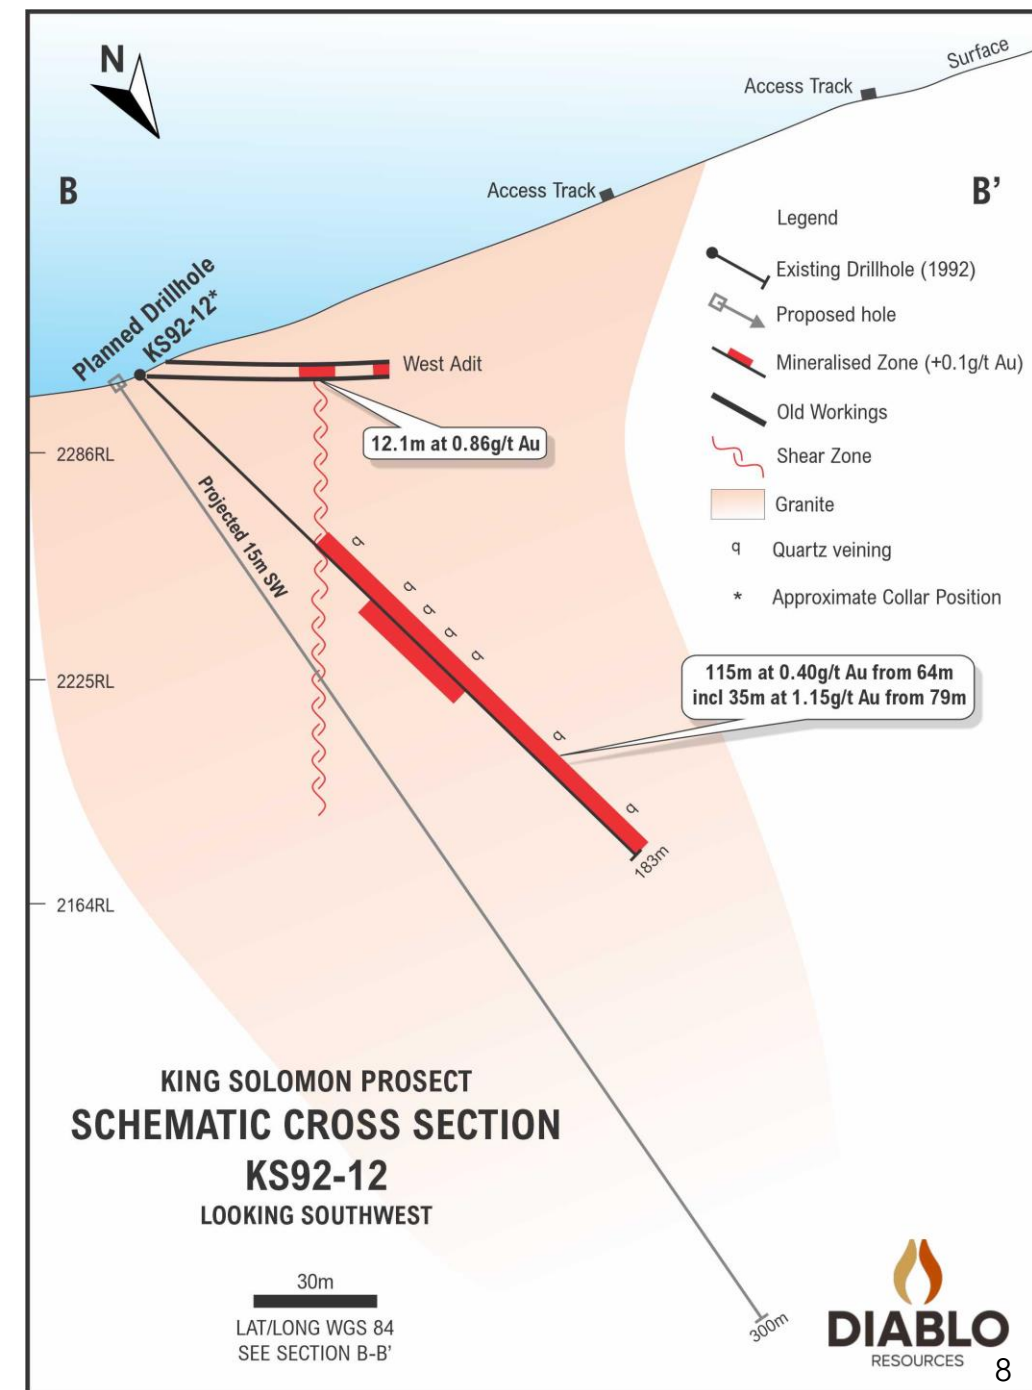 N
Surface
Access Track
B
Access Track
B’
Legend
Existing Drillhole (1992)
Proposed hole
Mineralised Zone (+0.1g/t Au)
Old Workings
Shear Zone
Granite
q Quartz veining
* Approximate Collar Position
Planned Drillhole
KS92-12*
West Adit
12.1m at 0.86g/t Au
2286RL
Projected 15m SW
q
q
q
q
q
2225RL
115m at 0.40g/t Au from 64m
incl 35m at 1.15g/t Au from 79m
q
q
183m
2164RL
KING SOLOMON PROSECT
SCHEMATIC CROSS SECTION
KS92-12
LOOKING SOUTHWEST
30m
LAT/LONG WGS 84
SEE SECTION B-B’
300m
DIABLO
RESOURCES
8